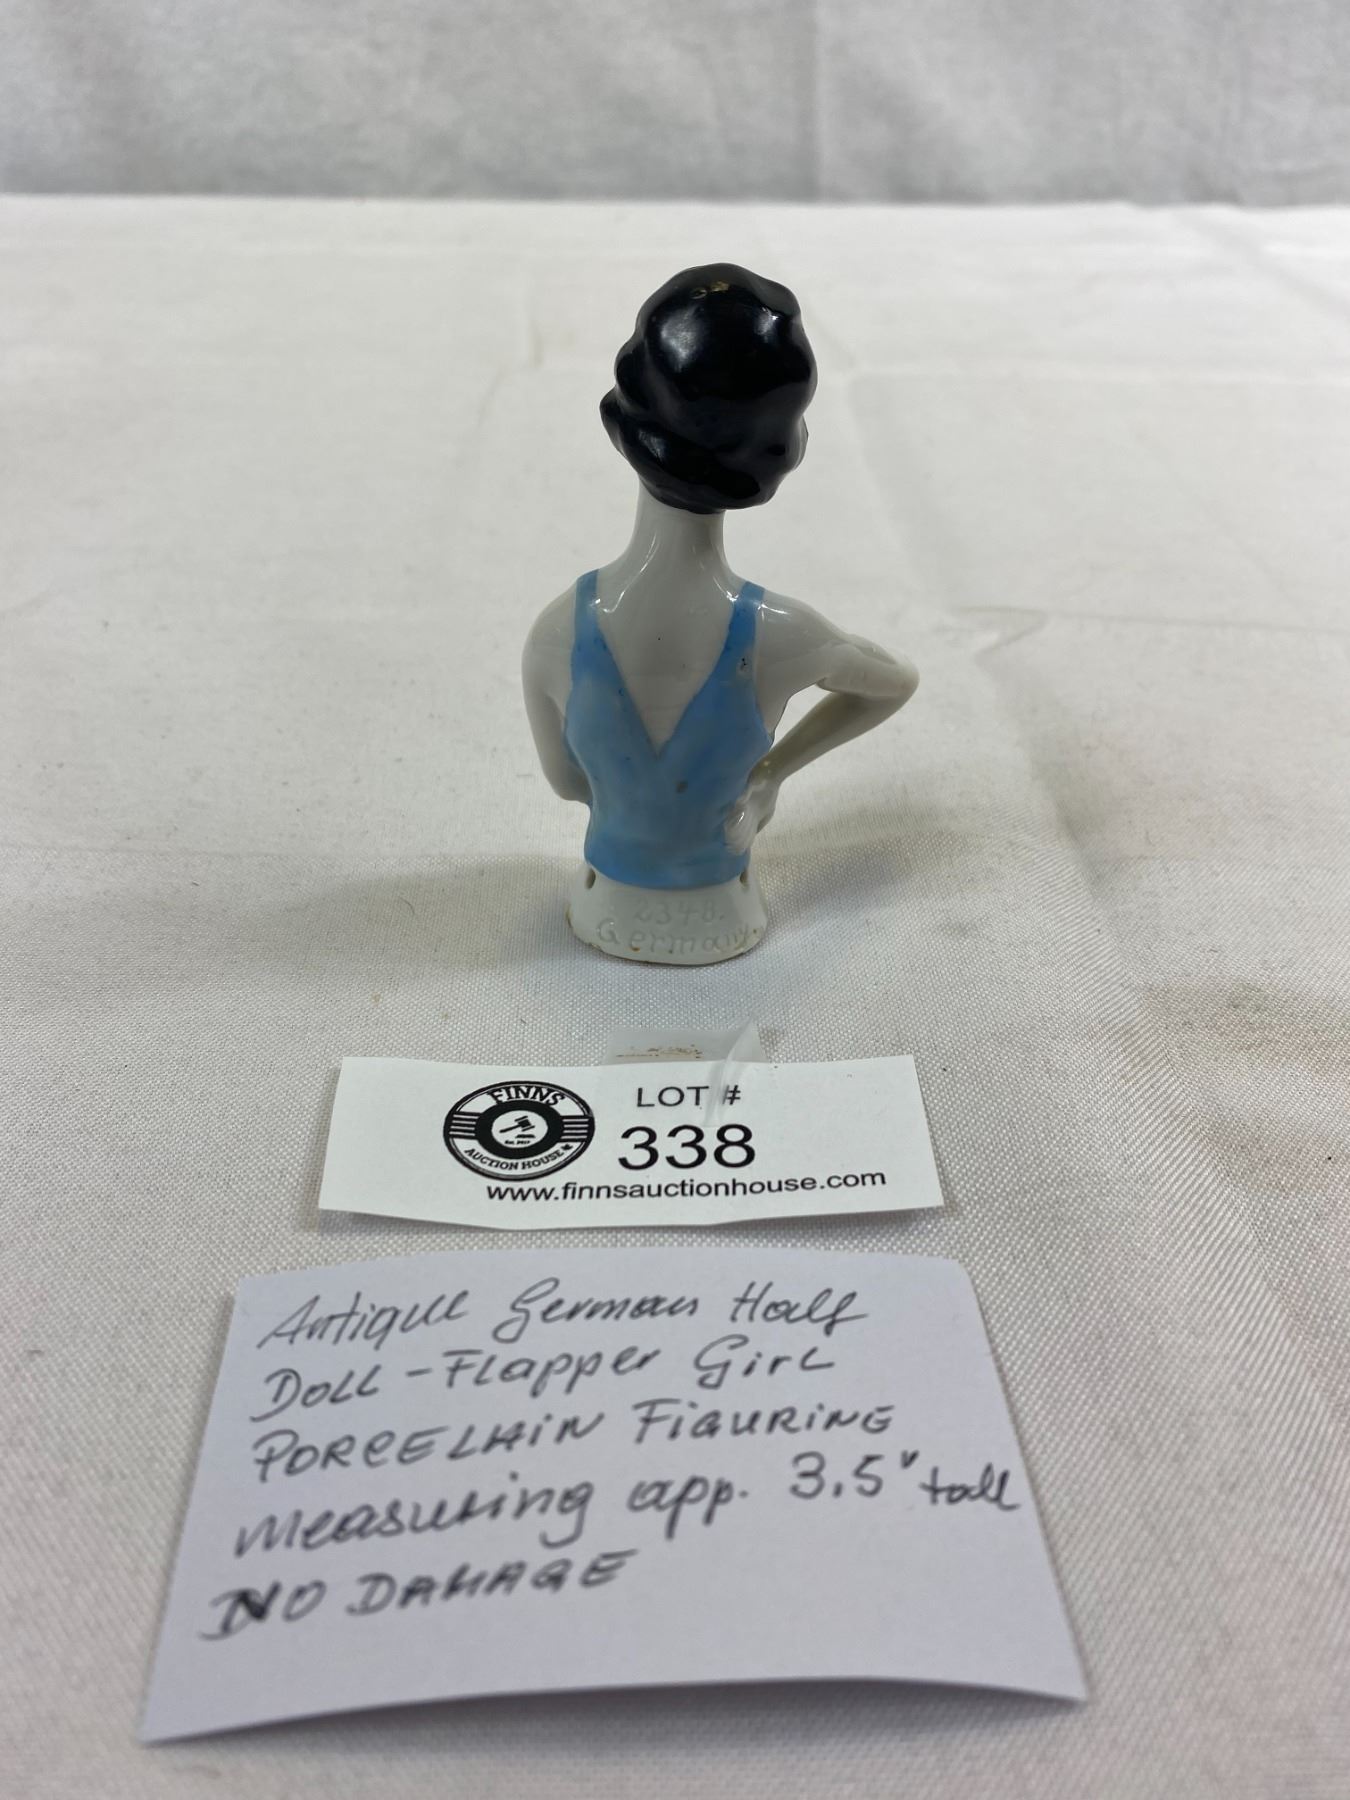 2348.
Germany.
FINNS
AUCTION HOUSE
LOT #
338
www.finnsauctionhouse.com
Antique German Half
Doll - Flapper Girl
PORCELAIN FIGURINE
measuring app. 3.5" tall
NO DAMAGE